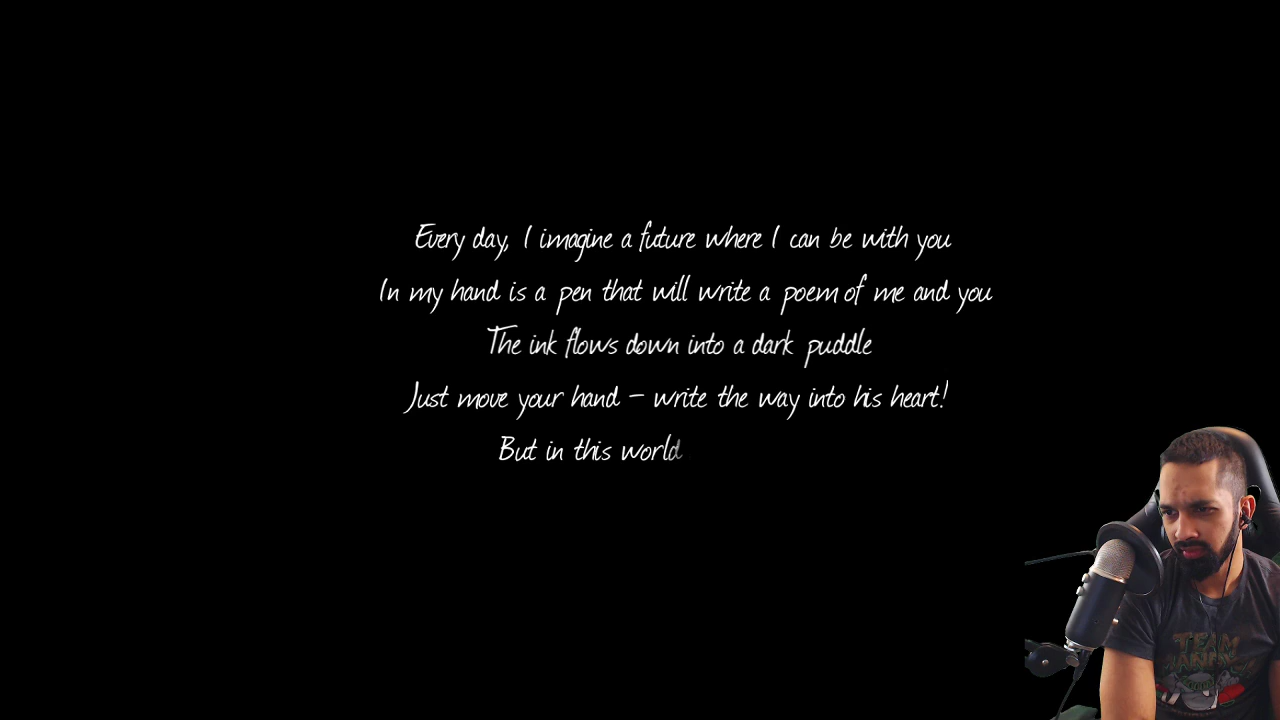 Every day, I imagine a future where I can be with you
In my hand is a pen that will write a poem of me and you
The ink flows down into a dark puddle
Just move your hand – write the way into his heart!
But in this world
TEAM